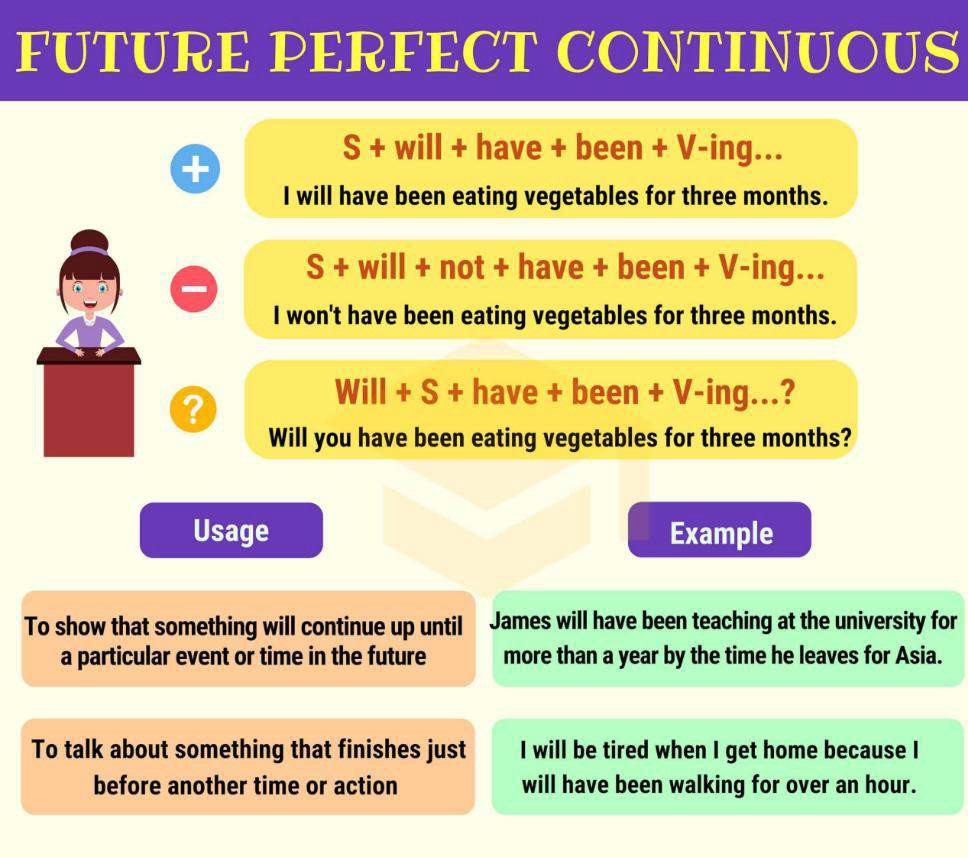 FUTURE PERFECT CONTINUOUS
+
S + will + have + been + V-ing...
I will have been eating vegetables for three months.
−
S + will + not + have + been + V-ing...
I won't have been eating vegetables for three months.
?
Will + S + have + been + V-ing...?
Will you have been eating vegetables for three months?
Usage
Example
To show that something will continue up until
a particular event or time in the future
James will have been teaching at the university for
more than a year by the time he leaves for Asia.
To talk about something that finishes just
before another time or action
I will be tired when I get home because I
will have been walking for over an hour.